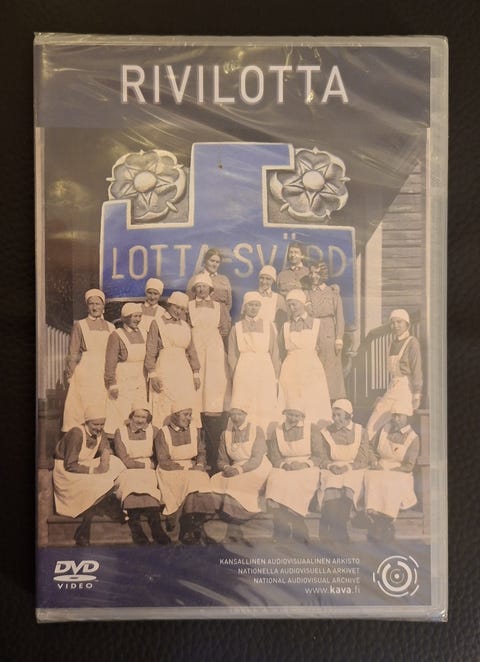 RIVILOTTA
LOTTA SVÄRD
DVD
VIDEO
KANSALLINEN AUDIOVISUAALINEN ARKISTO
NATIONELLA AUDIOVISUELLA ARKIVET
NATIONAL AUDIOVISUAL ARCHIVE
www.kava.fi